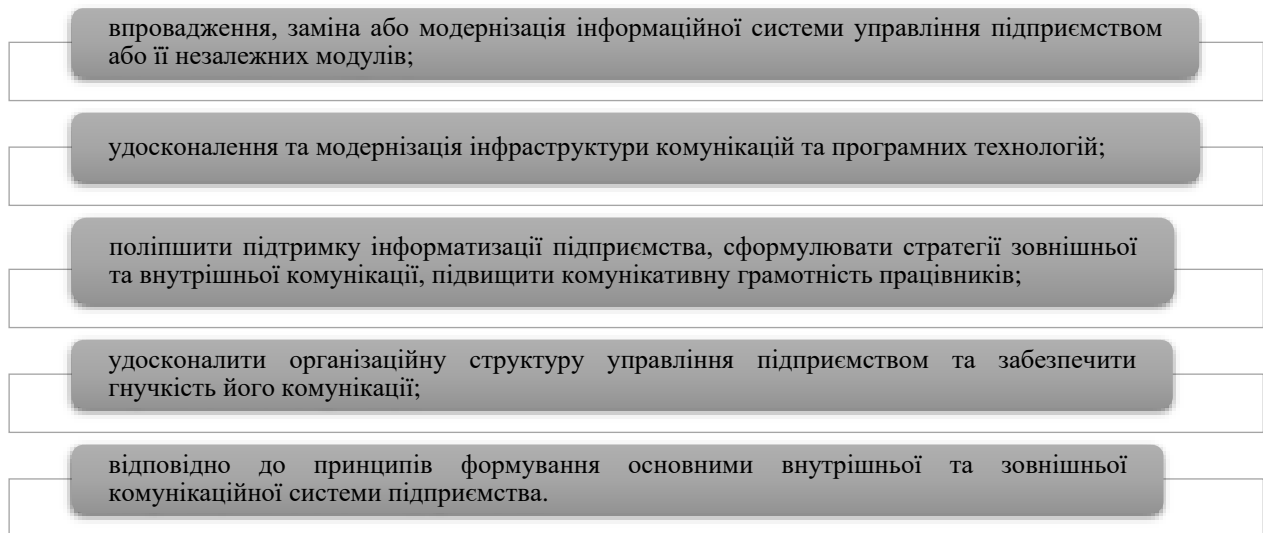 впровадження, заміна або модернізація інформаційної системи управління підприємством
або її незалежних модулів;
удосконалення та модернізація інфраструктури комунікацій та програмних технологій;
поліпшити підтримку інформатизації підприємства, сформулювати стратегії зовнішньої
та внутрішньої комунікації, підвищити комунікативну грамотність працівників;
удосконалити організаційну структуру управління підприємством та забезпечити
гнучкість його комунікації;
відповідно до принципів формування основними внутрішньої та зовнішньої
комунікаційної системи підприємства.